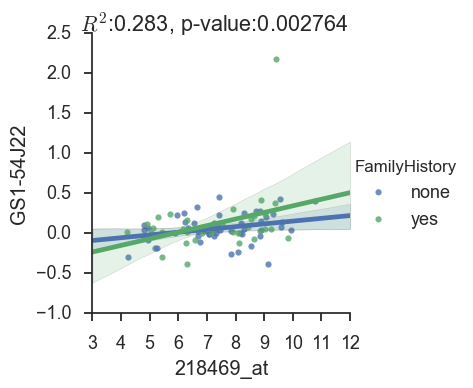 R²:0.283, p-value:0.002764
2.5
2.0
1.5
1.0
0.5
0.0
−0.5
−1.0
GS1-54J22
3 4 5 6 7 8 9 10 11 12
218469_at
FamilyHistory
none
yes